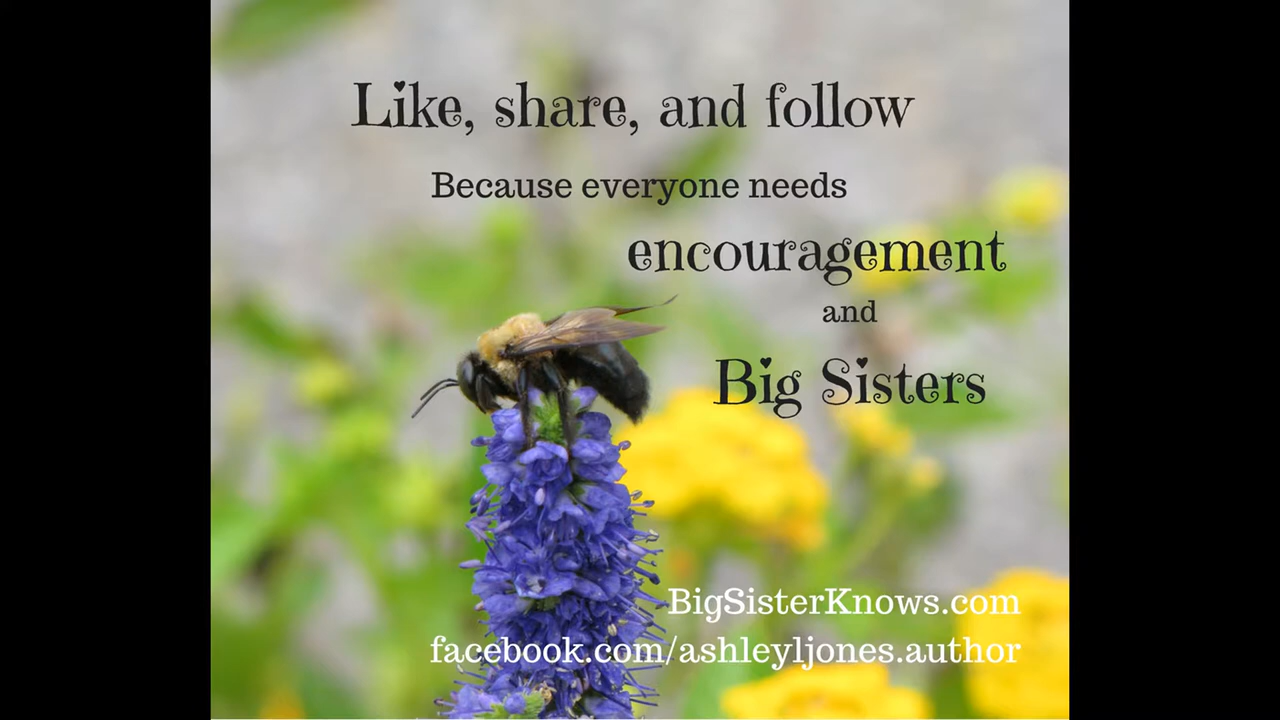 Like, share, and follow
Because everyone needs
encouragement
and
Big Sisters
BigSisterKnows.com
facebook.com/ashleyljones.author